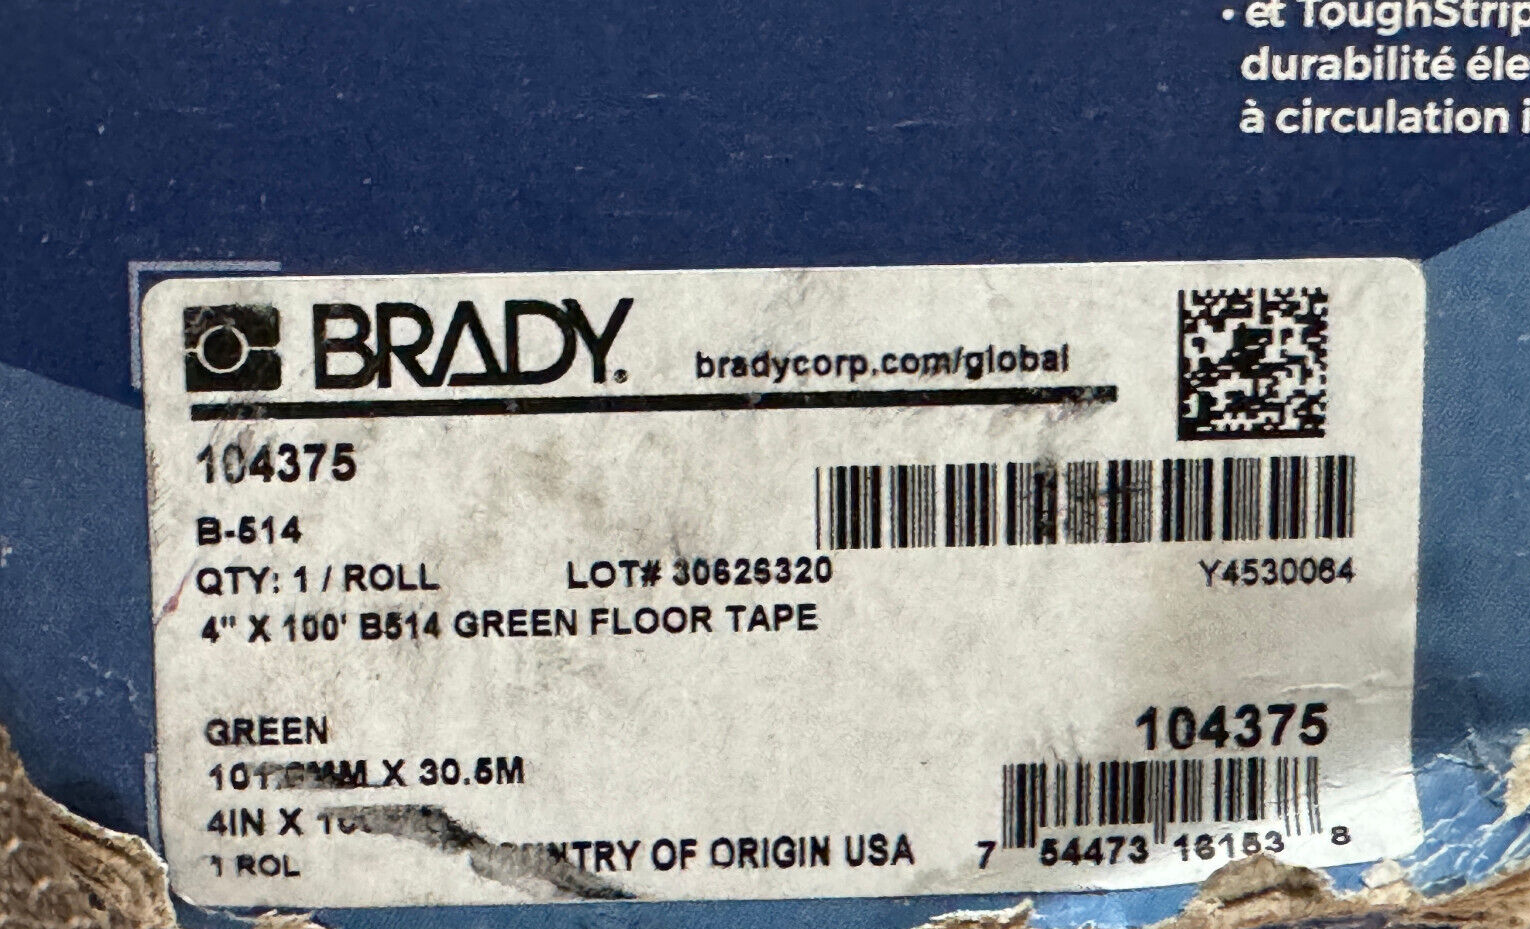 • et ToughStrip
durabilité éle
à circulation i
BRADY®
bradycorp.com/global
104375
B-514
QTY: 1 / ROLL LOT# 30626320
Y4530064
4" X 100' B514 GREEN FLOOR TAPE
GREEN
X 30.5M
4IN X
1 ROL
OF ORIGIN USA
104375
7 54473 16153 8